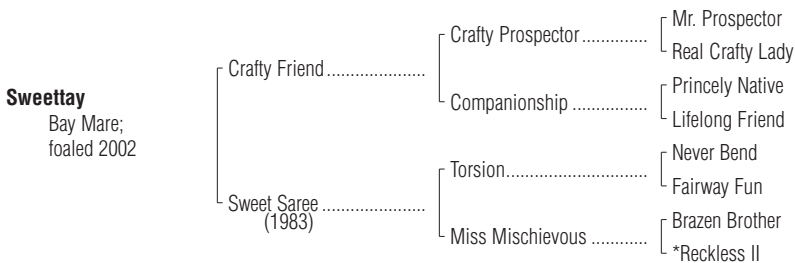 Mr. Prospector
Crafty Prospector..............
Real Crafty Lady
Crafty Friend......................
Princely Native
Companionship ................
Lifelong Friend
Sweettay
Bay Mare;
foaled 2002
Never Bend
Torsion..............................
Fairway Fun
Sweet Saree .......................
(1983)
Brazen Brother
Miss Mischievous ............
*Reckless II